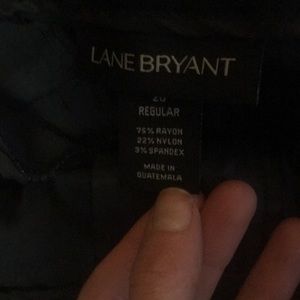 LANE BRYANT
REGULAR
75% RAYON
22% NYLON
3% SPANDEX
MADE IN
GUATEMALA